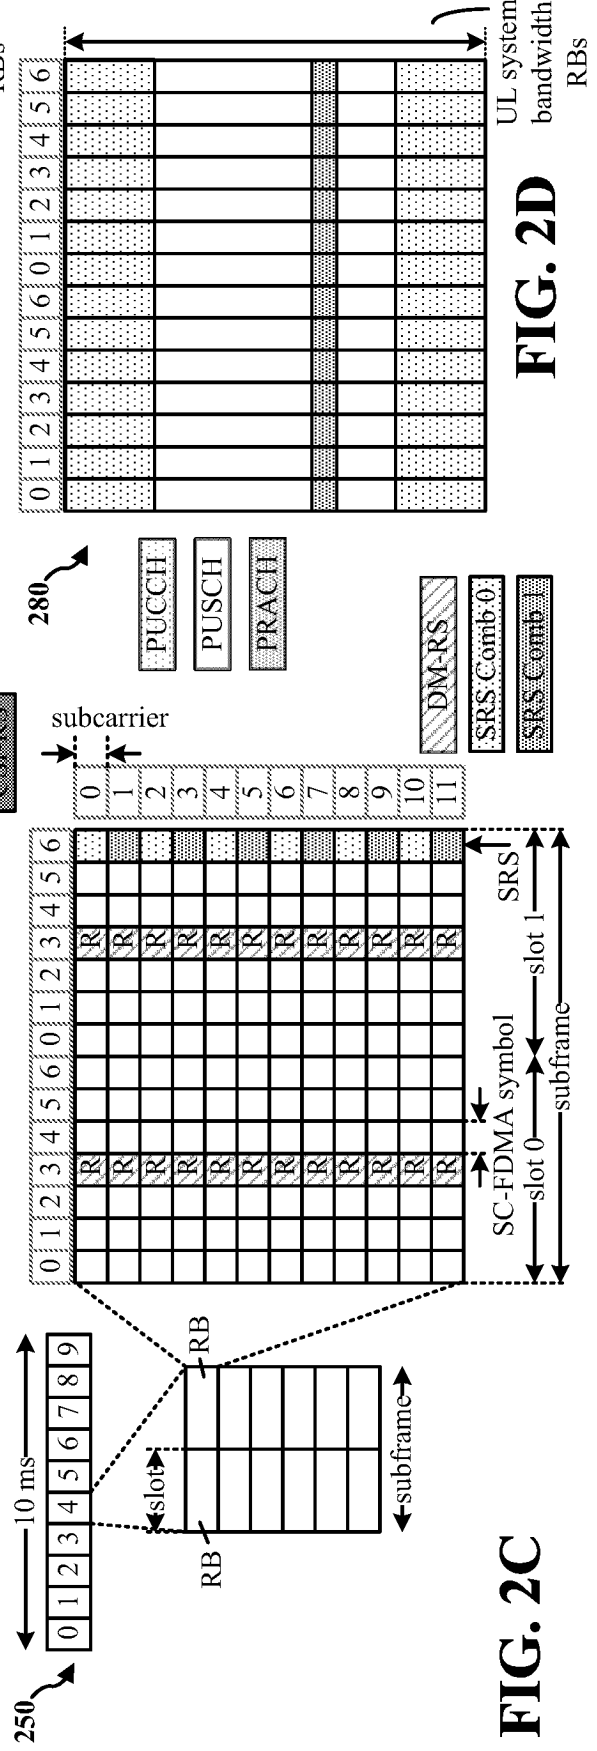 250
10 ms
0 1 2 3 4 5 6 7 8 9
slot
RB
RB
subframe
0 1 2 3 4 5 6 0 1 2 3 4 5 6
subcarrier
0
1
2
3
4
5
6
7
8
9
10
11
R R
R R
R R
R R
R R
R R
R R
R R
R R
R R
R R
R R
SC-FDMA symbol
SRS
slot 0
slot 1
subframe
DM-RS
SRS Comb 0
SRS Comb 1
FIG. 2C
280
PUCCH
PUSCH
PRACH
0 1 2 3 4 5 6 0 1 2 3 4 5 6
UL system
bandwidth
RBs
FIG. 2D
RBs